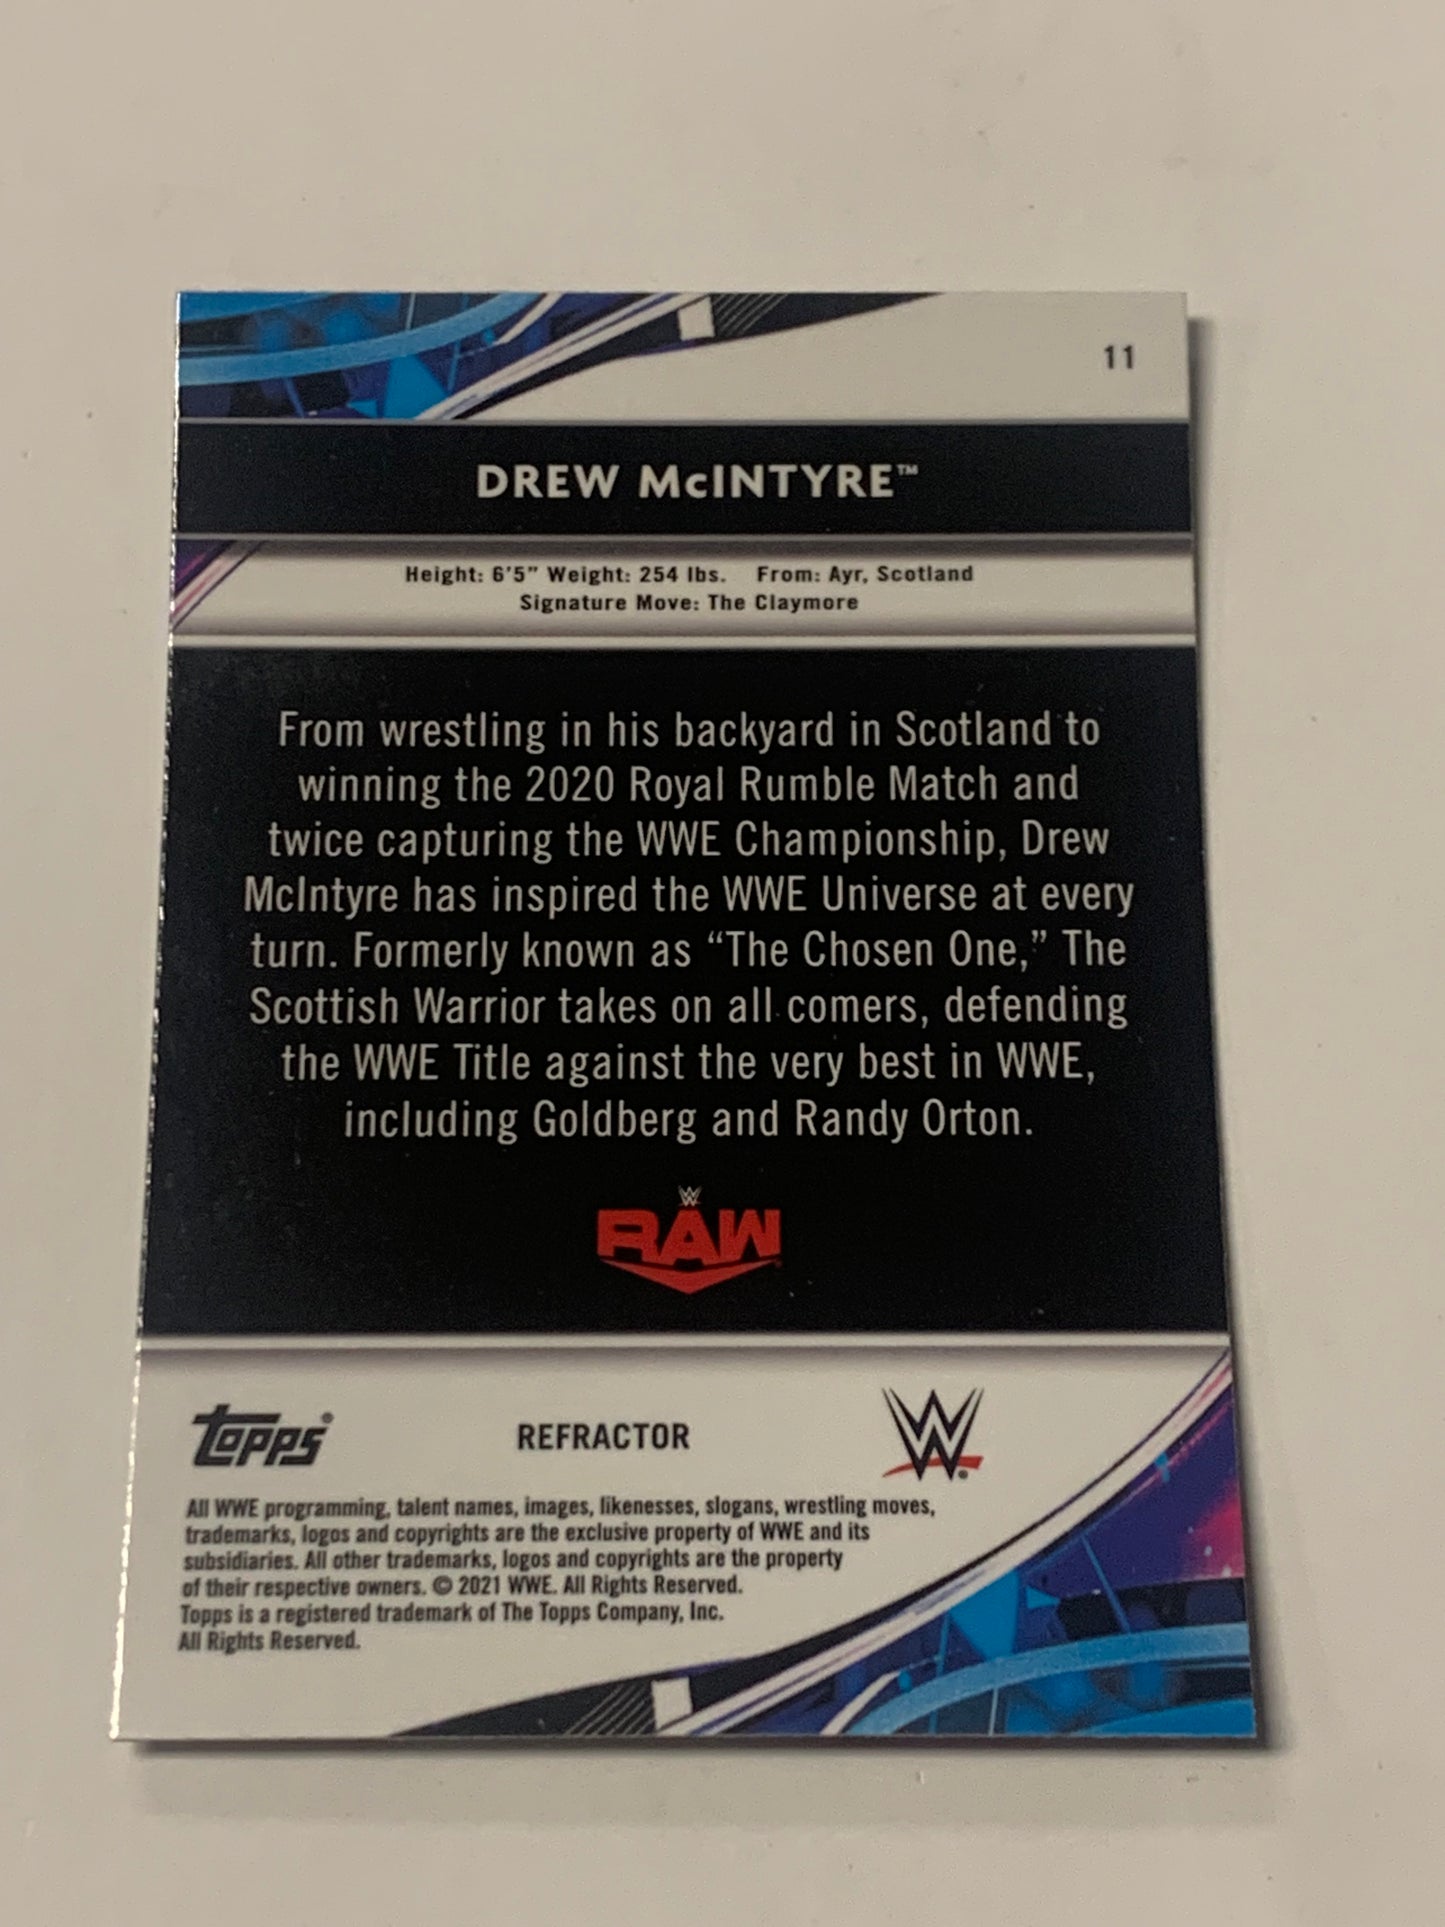 11
DREW McINTYRE™
Height: 6'5" Weight: 254 lbs. From: Ayr, Scotland
Signature Move: The Claymore
From wrestling in his backyard in Scotland to
winning the 2020 Royal Rumble Match and
twice capturing the WWE Championship, Drew
McIntyre has inspired the WWE Universe at every
turn. Formerly known as “The Chosen One,” The
Scottish Warrior takes on all comers, defending
the WWE Title against the very best in WWE,
including Goldberg and Randy Orton.
W
RAW
Topps® REFRACTOR W®
All WWE programming, talent names, images, likenesses, slogans, wrestling moves,
trademarks, logos and copyrights are the exclusive property of WWE and its
subsidiaries. All other trademarks, logos and copyrights are the property
of their respective owners. © 2021 WWE. All Rights Reserved.
Topps is a registered trademark of The Topps Company, Inc.
All Rights Reserved.